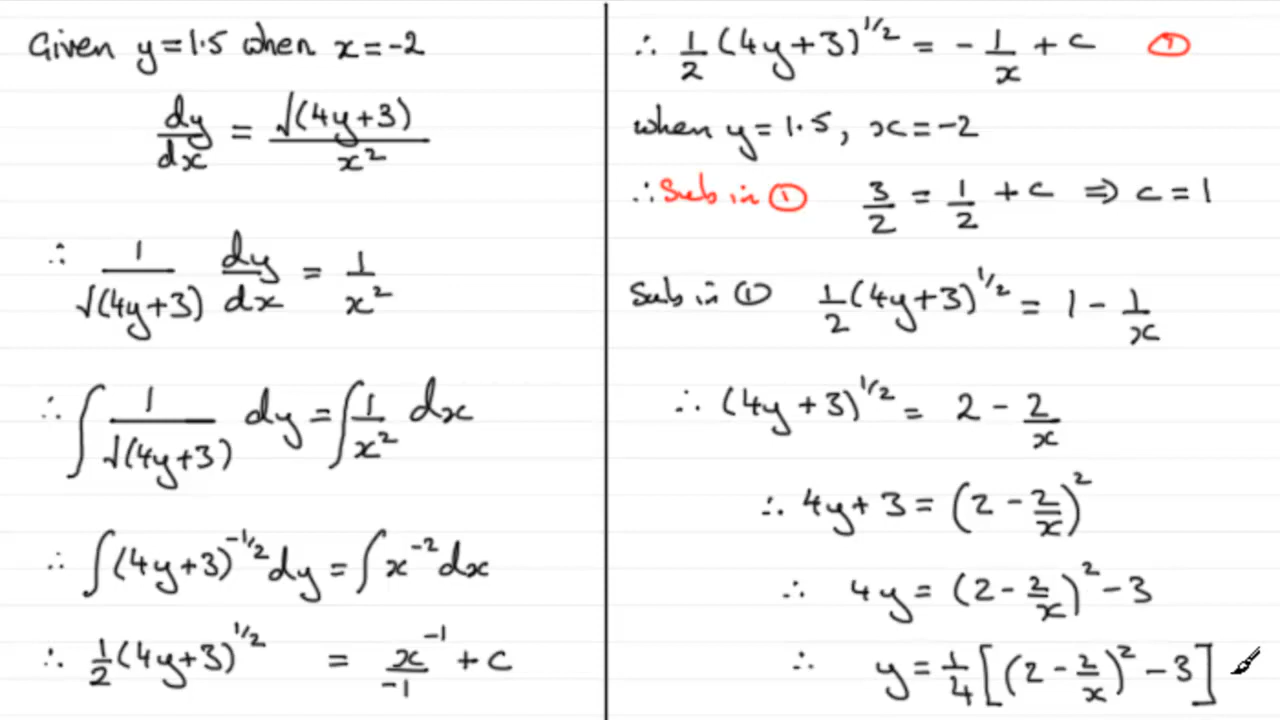 Given y = 1.5 when x = -2
dy/dx = √(4y+3)/x²
∴ 1/√(4y+3) dy/dx = 1/x²
∴ ∫ 1/√(4y+3) dy = ∫ 1/x² dx
∴ ∫ (4y+3)^(-1/2) dy = ∫ x^(-2) dx
∴ 1/2 (4y+3)^(1/2) = x^(-1)/-1 + c
∴ 1/2 (4y+3)^(1/2) = - 1/x + c ①
when y = 1.5, x = -2
∴ Sub in ① 3/2 = 1/2 + c ⇒ c = 1
Sub in ① 1/2 (4y+3)^(1/2) = 1 - 1/x
∴ (4y+3)^(1/2) = 2 - 2/x
∴ 4y + 3 = (2 - 2/x)²
∴ 4y = (2 - 2/x)² - 3
∴ y = 1/4 [(2 - 2/x)² - 3]